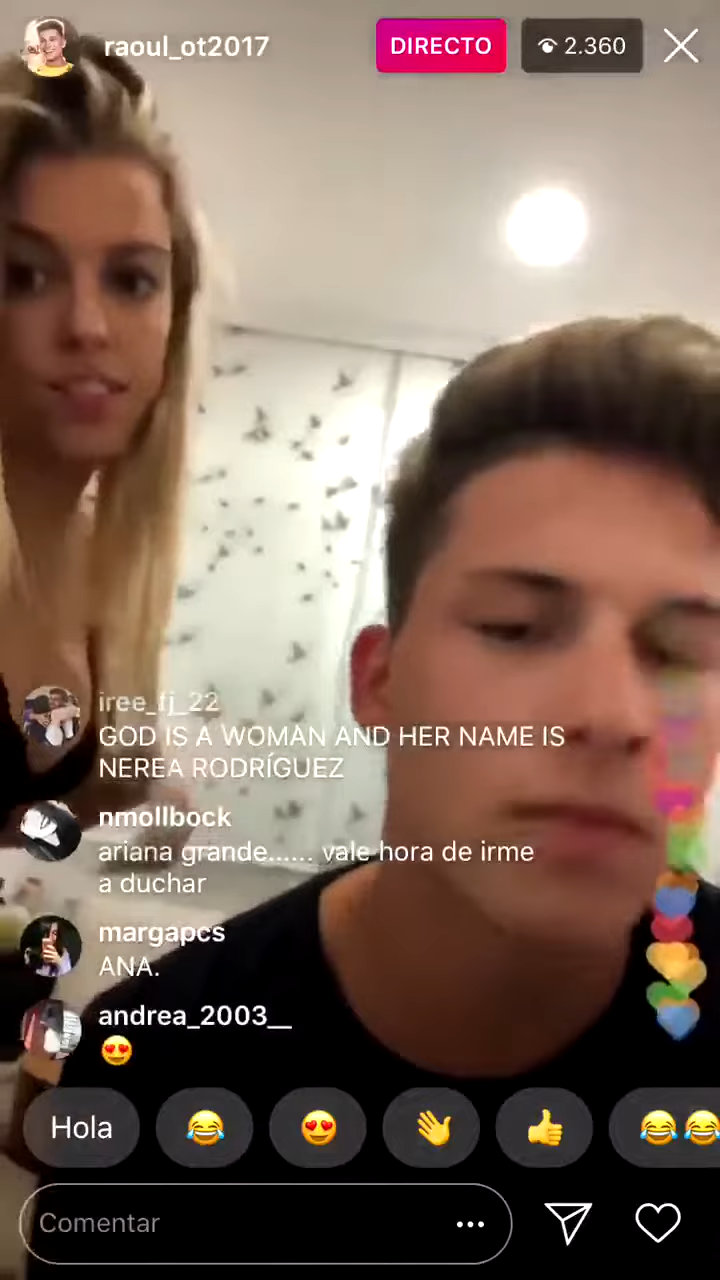 raoul_ot2017
DIRECTO
2.360
iree_fj_22
GOD IS A WOMAN AND HER NAME IS
NEREA RODRÍGUEZ
nmollbock
ariana grande...... vale hora de irme
a duchar
margapcs
ANA.
andrea_2003__
😍
Hola 😂 😍 👋 👍 😂😂
Comentar